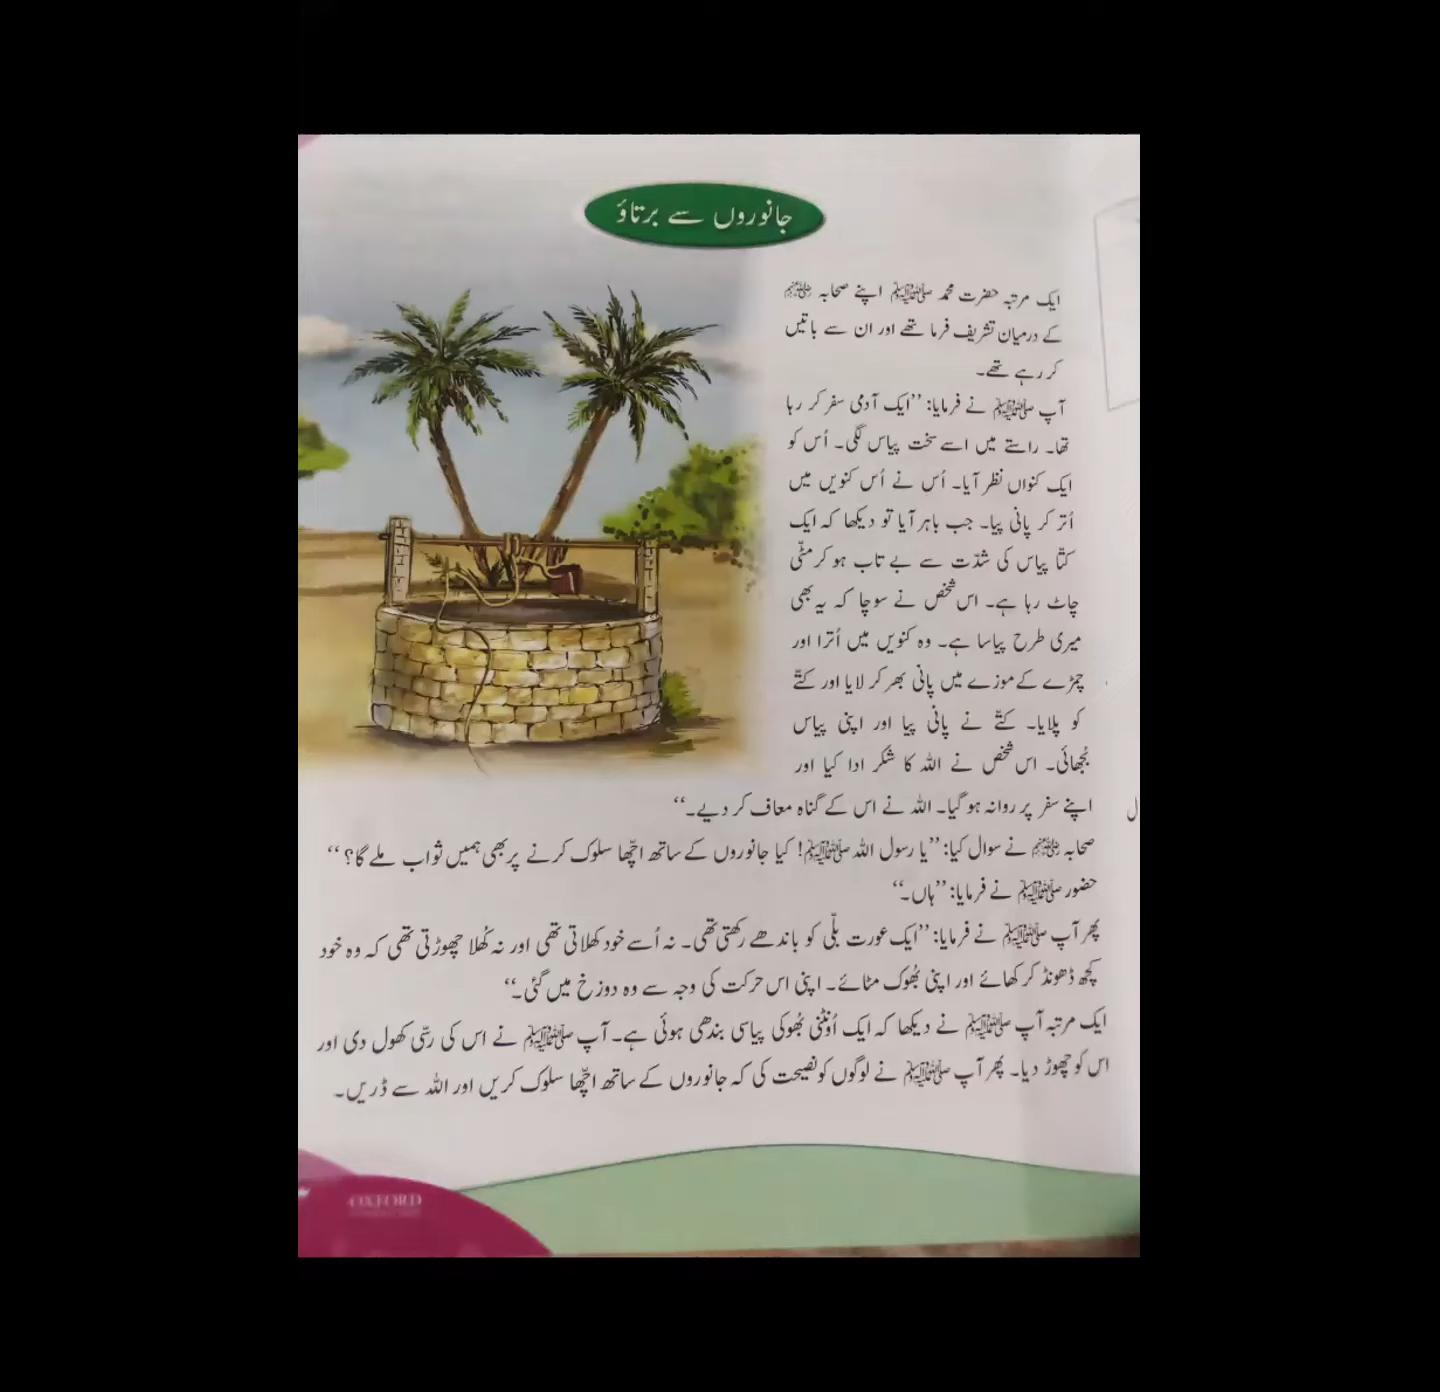 جانوروں سے برتاؤ
ایک مرتبہ حضرت محمد ﷺ اپنے صحابہ رضی اللہ عنہم
کے درمیان تشریف فرما تھے اور ان سے باتیں
کر رہے تھے۔
آپ ﷺ نے فرمایا: ’’ایک آدمی سفر کر رہا
تھا۔ راستے میں اسے سخت پیاس لگی۔ اُس کو
ایک کنواں نظر آیا۔ اُس نے اُس کنویں میں
اُتر کر پانی پیا۔ جب باہر آیا تو دیکھا کہ ایک
کتّا پیاس کی شدّت سے بے تاب ہو کر مٹّی
چاٹ رہا ہے۔ اس شخص نے سوچا کہ یہ بھی
میری طرح پیاسا ہے۔ وہ کنویں میں اُترا اور
چمڑے کے موزے میں پانی بھر کر لایا اور کتّے
کو پلایا۔ کتّے نے پانی پیا اور اپنی پیاس
بُجھائی۔ اس شخص نے اللہ کا شکر ادا کیا اور
اپنے سفر پر روانہ ہو گیا۔ اللہ نے اس کے گناہ معاف کر دیے۔‘‘
صحابہ رضی اللہ عنہم نے سوال کیا: ’’یا رسول اللہ ﷺ! کیا جانوروں کے ساتھ اچّھا سلوک کرنے پر بھی ہمیں ثواب ملے گا؟‘‘
حضور ﷺ نے فرمایا: ’’ہاں۔‘‘
پھر آپ ﷺ نے فرمایا: ’’ایک عورت بلّی کو باندھے رکھتی تھی۔ نہ اُسے خود کھلاتی تھی اور نہ کُھلا چھوڑتی تھی کہ وہ خود
کچھ ڈھونڈ کر کھائے اور اپنی بُھوک مٹائے۔ اپنی اس حرکت کی وجہ سے وہ دوزخ میں گئی۔‘‘
ایک مرتبہ آپ ﷺ نے دیکھا کہ ایک اُونٹنی بُھوکی پیاسی بندھی ہوئی ہے۔ آپ ﷺ نے اس کی رسّی کھول دی اور
اس کو چھوڑ دیا۔ پھر آپ ﷺ نے لوگوں کو نصیحت کی کہ جانوروں کے ساتھ اچّھا سلوک کریں اور اللہ سے ڈریں۔
OXFORD